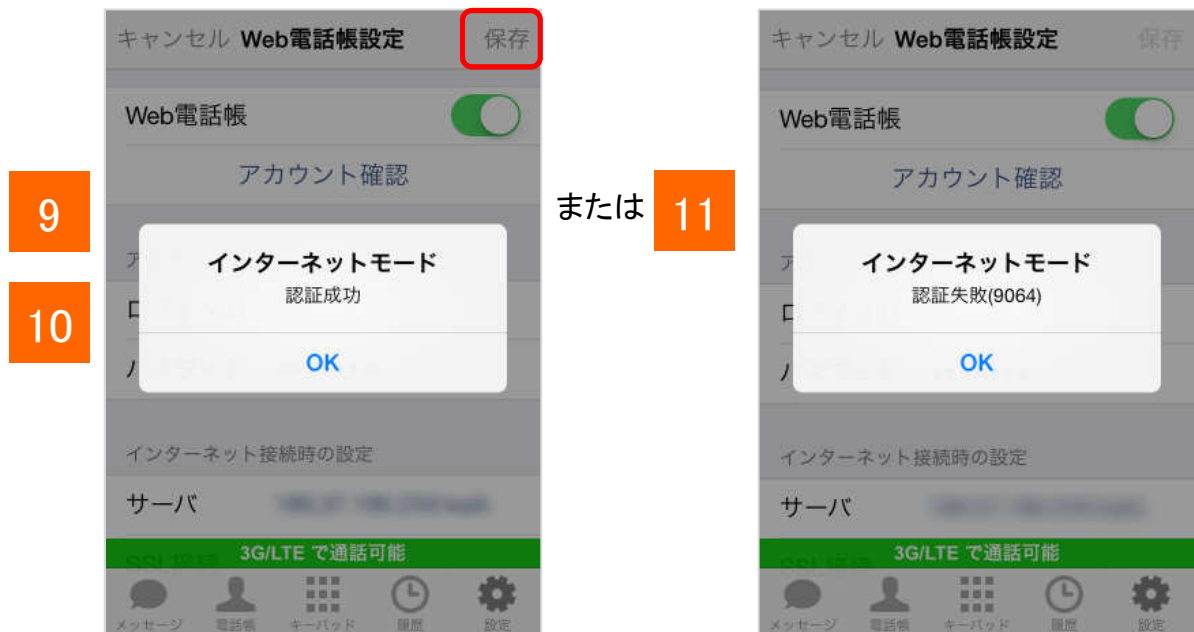 キャンセル Web電話帳設定 保存
Web電話帳
アカウント確認
9
10
インターネットモード
認証成功
OK
インターネット接続時の設定
サーバ
3G/LTE で通話可能
メッセージ 電話帳 キーパッド 履歴 設定
または
11
キャンセル Web電話帳設定 保存
Web電話帳
アカウント確認
インターネットモード
認証失敗(9064)
OK
インターネット接続時の設定
サーバ
3G/LTE で通話可能
メッセージ 電話帳 キーパッド 履歴 設定